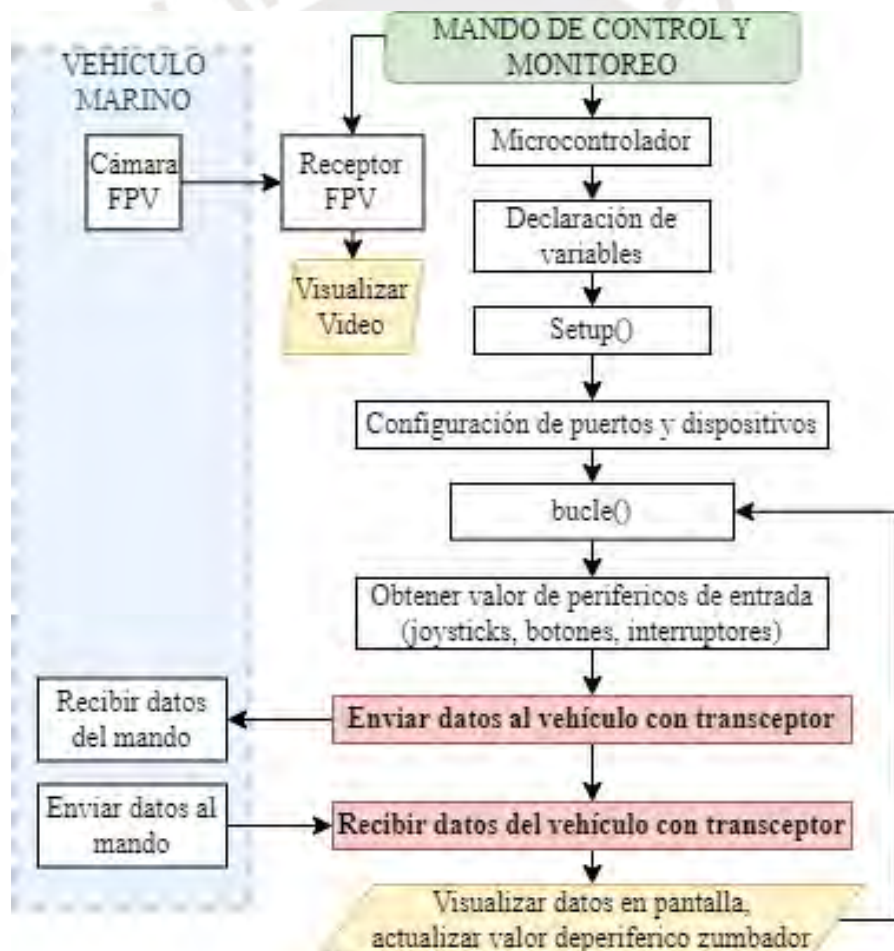 MANDO DE CONTROL Y
MONITOREO
VEHÍCULO
MARINO
Cámara
FPV
Receptor
FPV
Microcontrolador
Declaración de
variables
Visualizar
Video
Setup()
Configuración de puertos y dispositivos
bucle()
Obtener valor de perifericos de entrada
(joysticks, botones, interruptores)
Recibir datos
del mando
Enviar datos al vehículo con transceptor
Enviar datos al
mando
Recibir datos del vehículo con transceptor
Visualizar datos en pantalla,
actualizar valor deperiferico zumbador